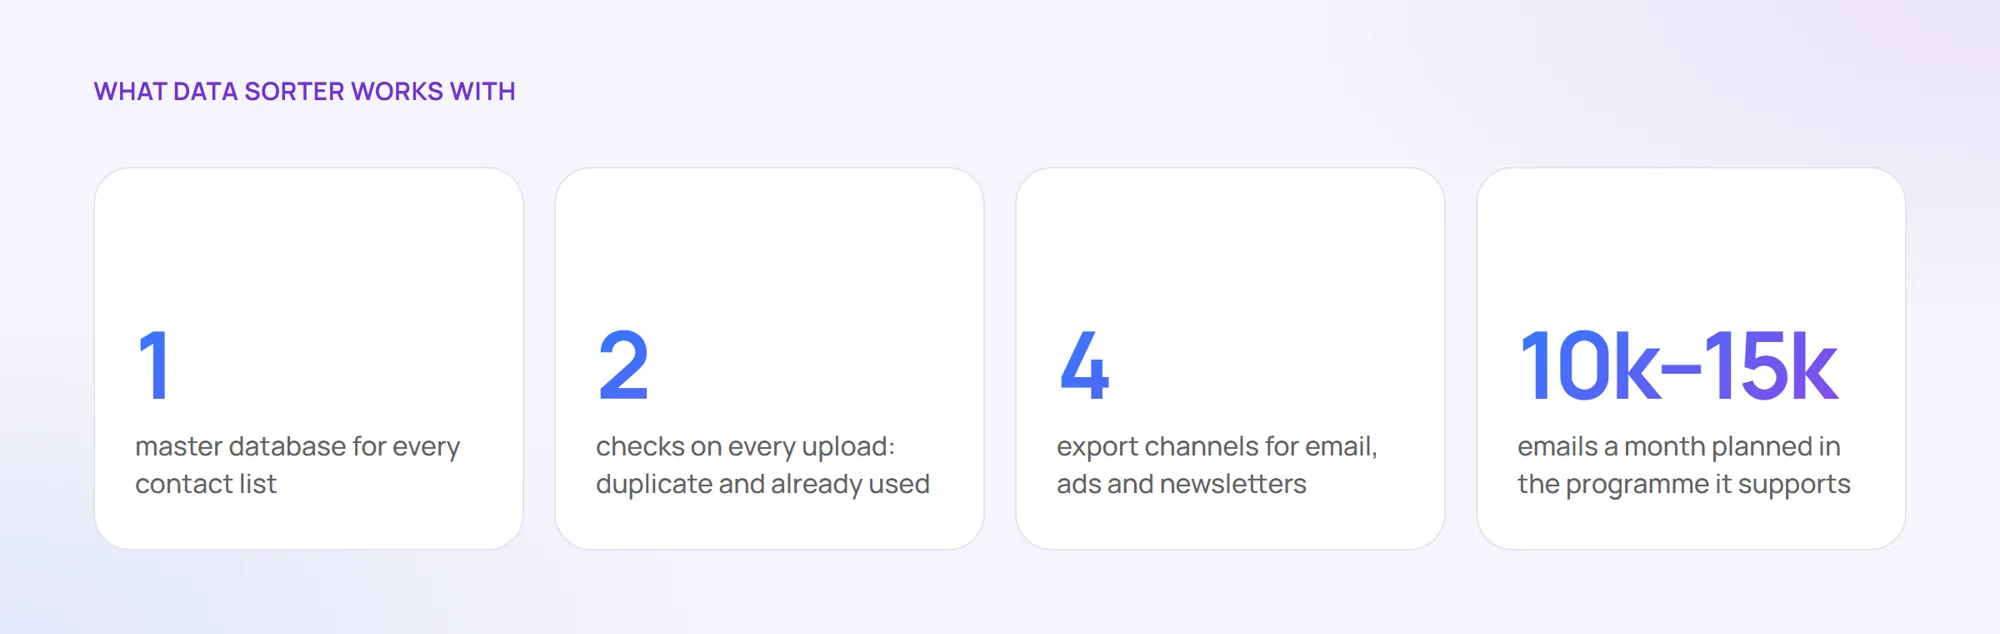 WHAT DATA SORTER WORKS WITH
1
master database for every
contact list
2
checks on every upload:
duplicate and already used
4
export channels for email,
ads and newsletters
10k–15k
emails a month planned in
the programme it supports